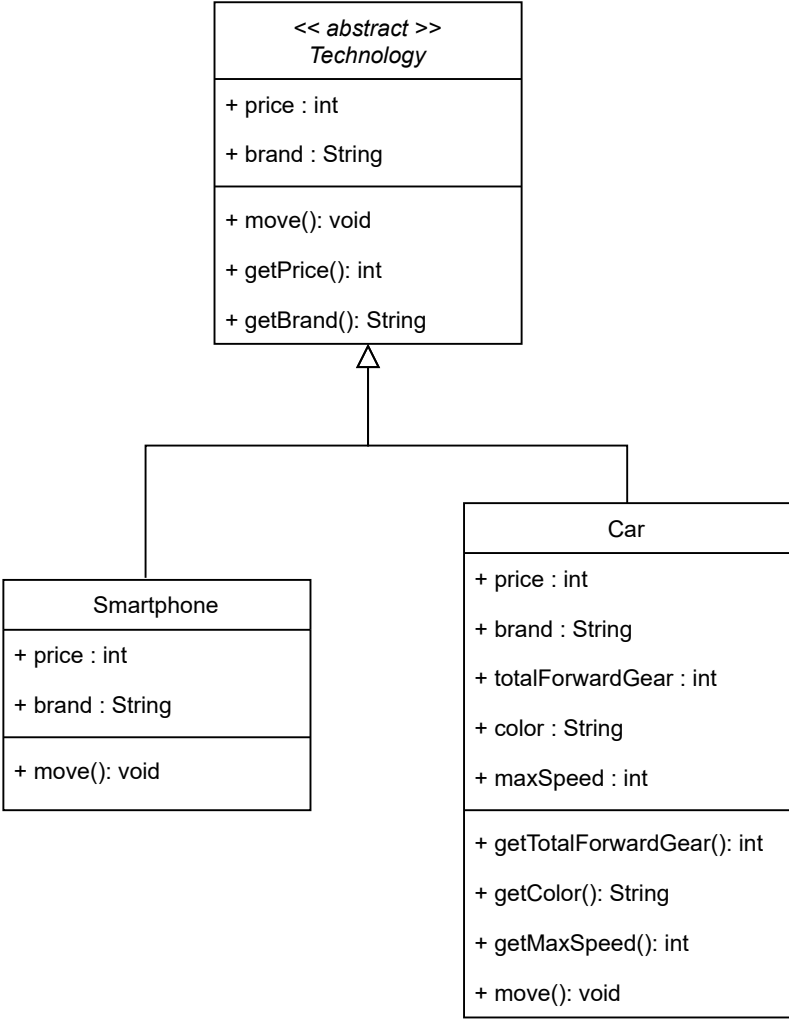 << abstract >>
Technology
+ price : int
+ brand : String
+ move(): void
+ getPrice(): int
+ getBrand(): String
Smartphone
+ price : int
+ brand : String
+ move(): void
Car
+ price : int
+ brand : String
+ totalForwardGear : int
+ color : String
+ maxSpeed : int
+ getTotalForwardGear(): int
+ getColor(): String
+ getMaxSpeed(): int
+ move(): void